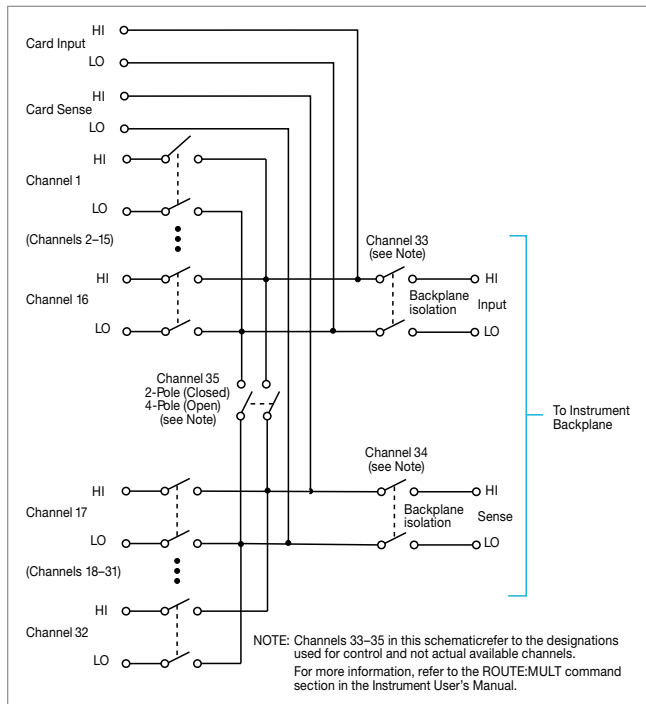 Card Input
HI
LO
Card Sense
HI
LO
Channel 1
HI
LO
(Channels 2–15)
Channel 16
HI
LO
Channel 33
(see Note)
Backplane
isolation
HI
Input
LO
Channel 35
2-Pole (Closed)
4-Pole (Open)
(see Note)
To Instrument
Backplane
Channel 34
(see Note)
Channel 17
HI
LO
Backplane
isolation
HI
Sense
LO
(Channels 18–31)
Channel 32
HI
LO
NOTE: Channels 33–35 in this schematicrefer to the designations
used for control and not actual available channels.
For more information, refer to the ROUTE:MULT command
section in the Instrument User's Manual.